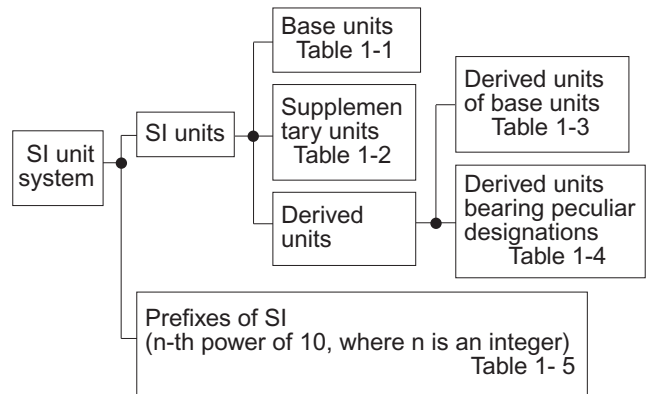 SI unit
system
SI units
Base units
Table 1-1
Supplemen
tary units
Table 1-2
Derived
units
Derived units
of base units
Table 1-3
Derived units
bearing peculiar
designations
Table 1-4
Prefixes of SI
(n-th power of 10, where n is an integer)
Table 1- 5